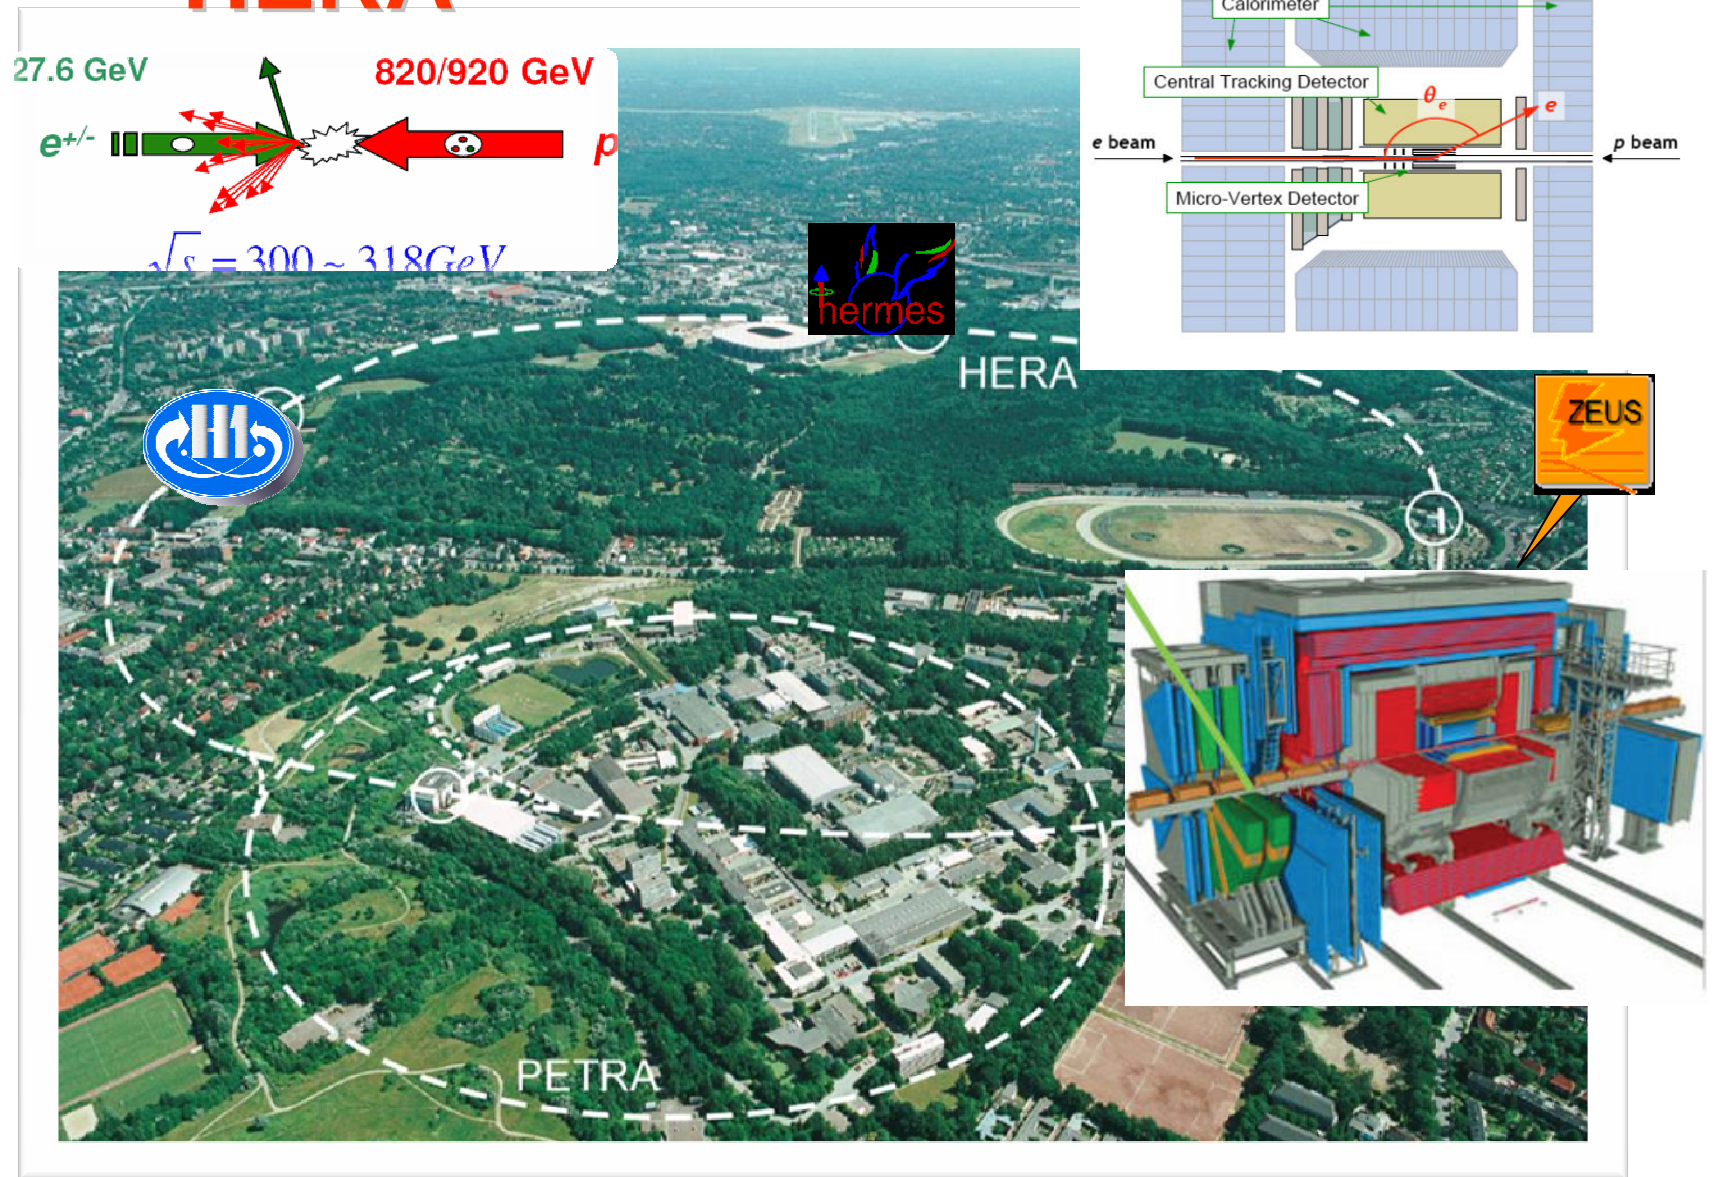 HERA
27.6 GeV
820/920 GeV
e+/-
p
√s = 300 ~ 318GeV
Calorimeter
Central Tracking Detector
θe
e
e beam
p beam
Micro-Vertex Detector
hermes
HERA
H1
ZEUS
PETRA